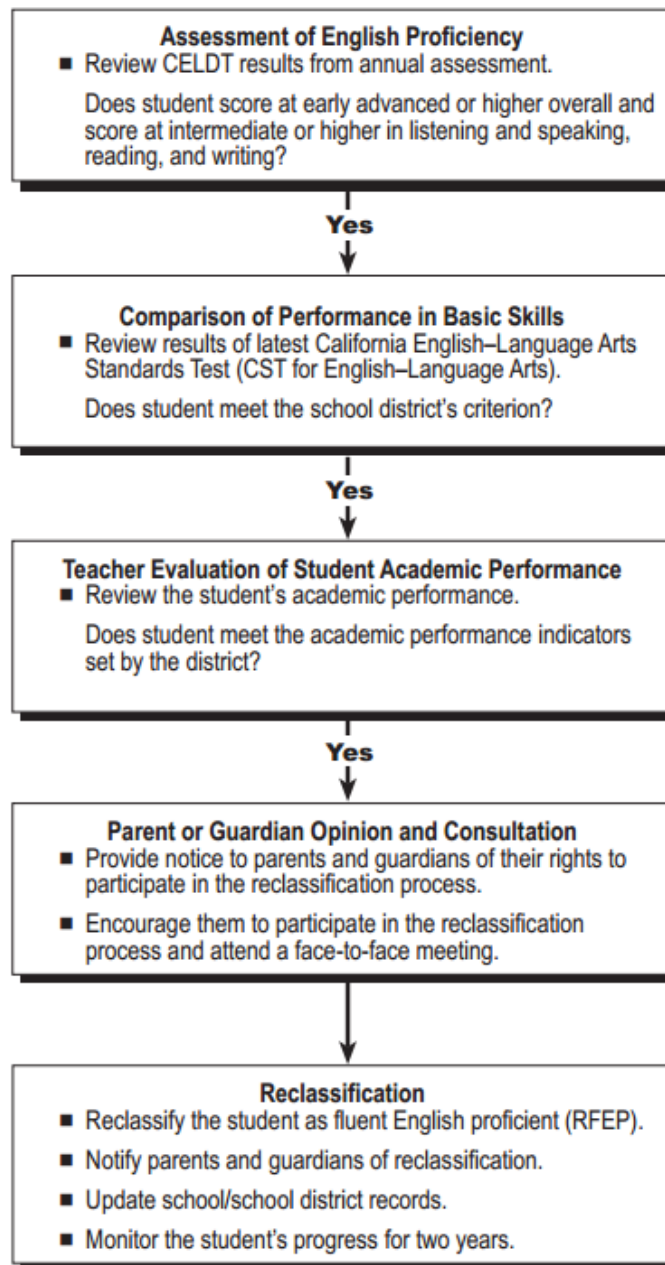 Assessment of English Proficiency
■ Review CELDT results from annual assessment.
Does student score at early advanced or higher overall and
score at intermediate or higher in listening and speaking,
reading, and writing?
Yes
Comparison of Performance in Basic Skills
■ Review results of latest California English–Language Arts
Standards Test (CST for English–Language Arts).
Does student meet the school district’s criterion?
Yes
Teacher Evaluation of Student Academic Performance
■ Review the student’s academic performance.
Does student meet the academic performance indicators
set by the district?
Yes
Parent or Guardian Opinion and Consultation
■ Provide notice to parents and guardians of their rights to
participate in the reclassification process.
■ Encourage them to participate in the reclassification
process and attend a face-to-face meeting.
Reclassification
■ Reclassify the student as fluent English proficient (RFEP).
■ Notify parents and guardians of reclassification.
■ Update school/school district records.
■ Monitor the student’s progress for two years.